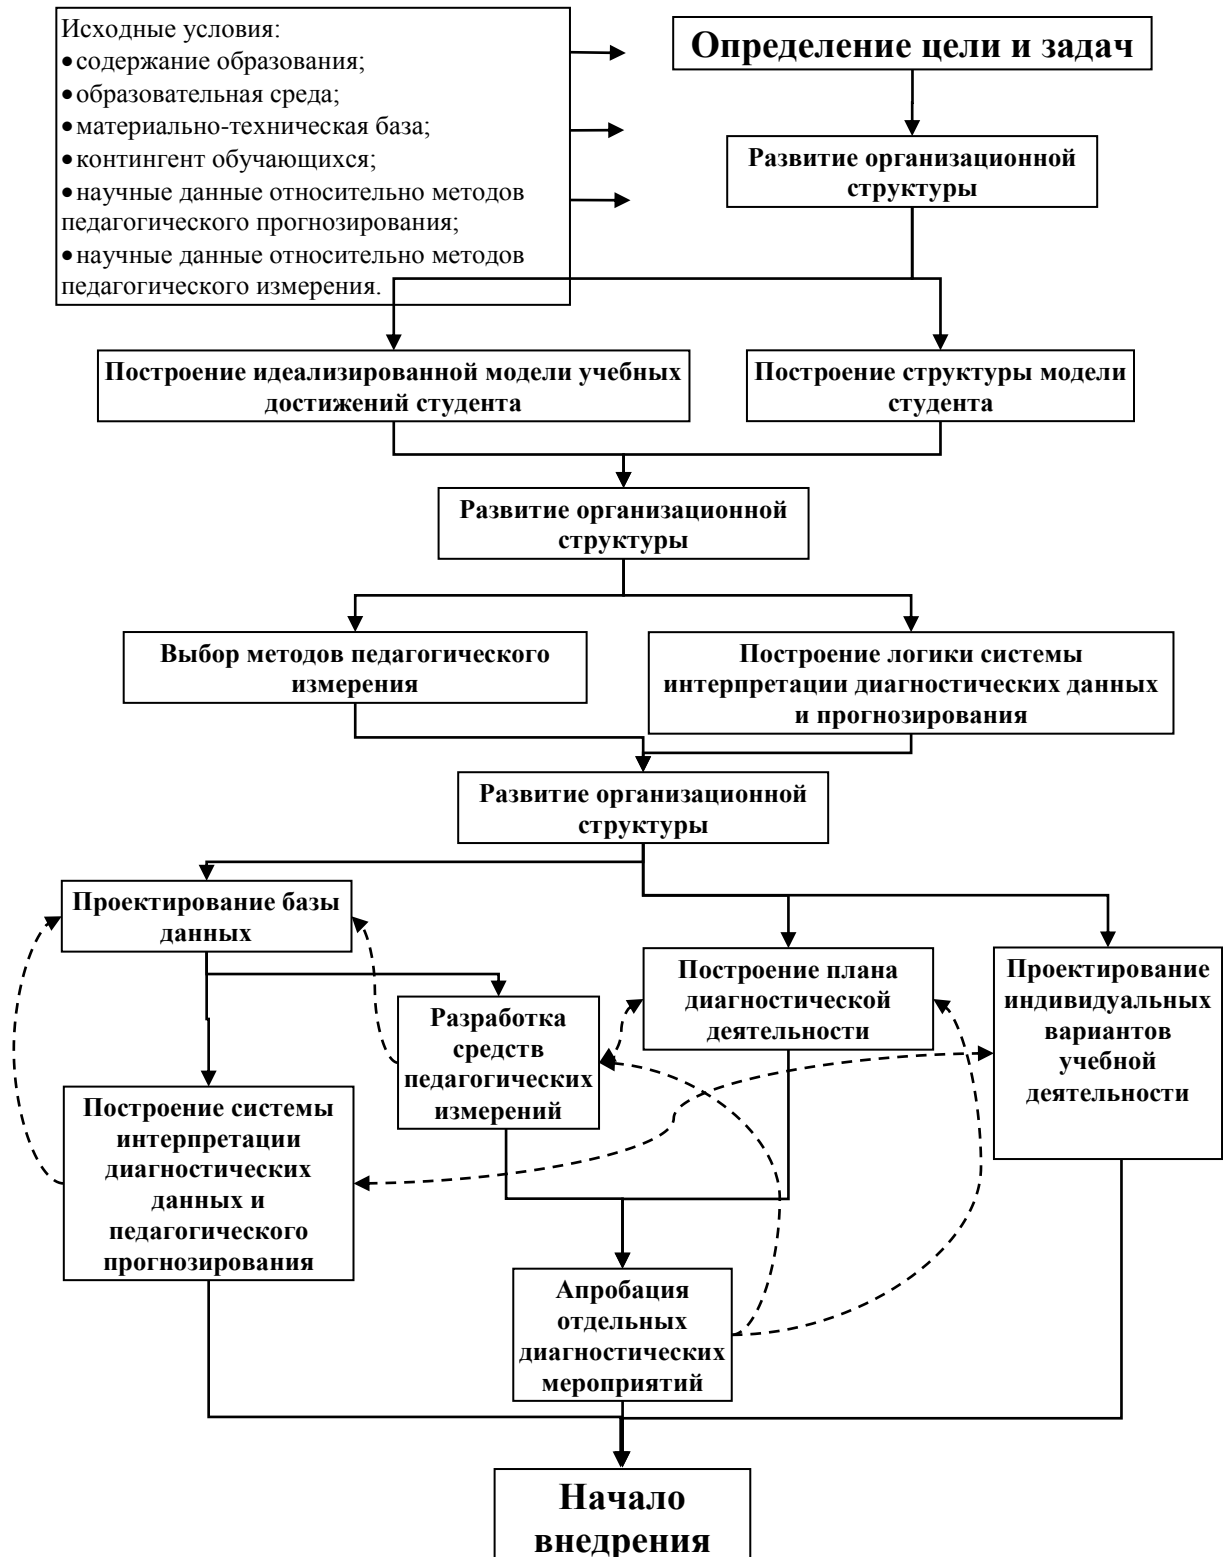 Исходные условия:
•содержание образования;
•образовательная среда;
•материально-техническая база;
•контингент обучающихся;
•научные данные относительно методов
педагогического прогнозирования;
•научные данные относительно методов
педагогического измерения.
Определение цели и задач
Развитие организационной
структуры
Построение идеализированной модели учебных
достижений студента
Построение структуры модели
студента
Развитие организационной
структуры
Выбор методов педагогического
измерения
Построение логики системы
интерпретации диагностических данных
и прогнозирования
Развитие организационной
структуры
Проектирование базы
данных
Разработка
средств
педагогических
измерений
Построение плана
диагностической
деятельности
Проектирование
индивидуальных
вариантов
учебной
деятельности
Построение системы
интерпретации
диагностических
данных и
педагогического
прогнозирования
Апробация
отдельных
диагностических
мероприятий
Начало
внедрения